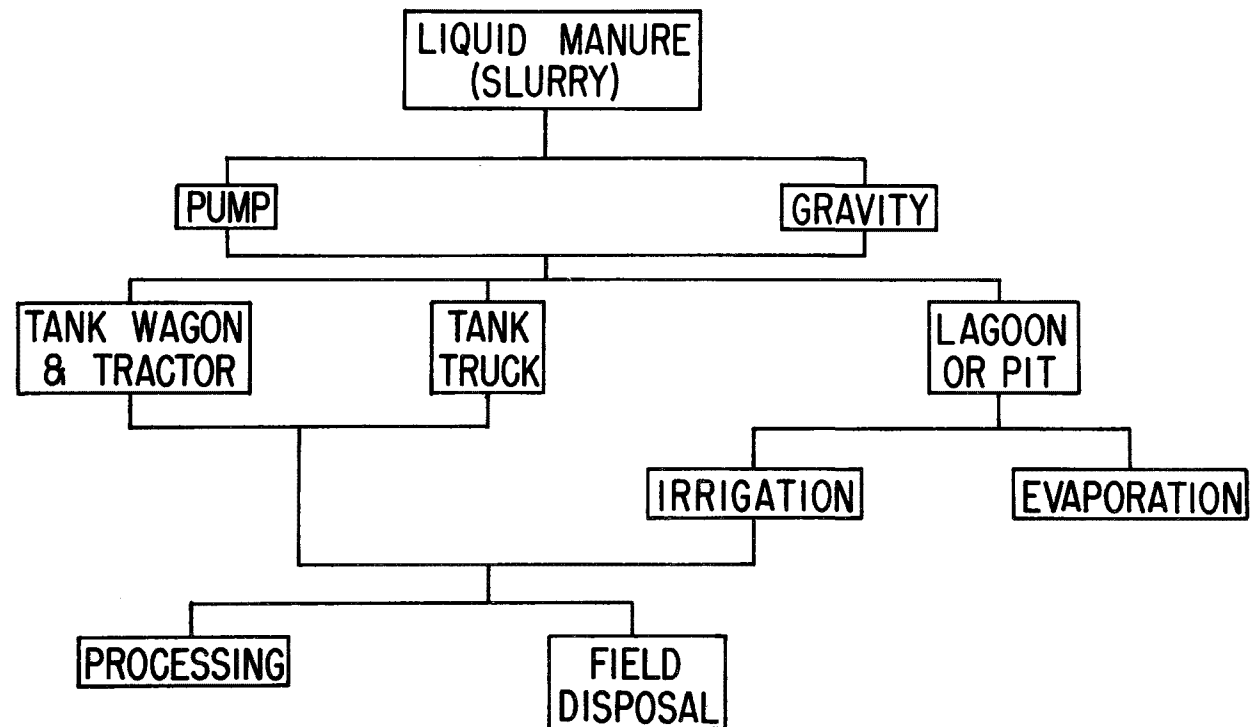 LIQUID MANURE
(SLURRY)
PUMP
GRAVITY
TANK WAGON
& TRACTOR
TANK
TRUCK
LAGOON
OR PIT
IRRIGATION
EVAPORATION
PROCESSING
FIELD
DISPOSAL